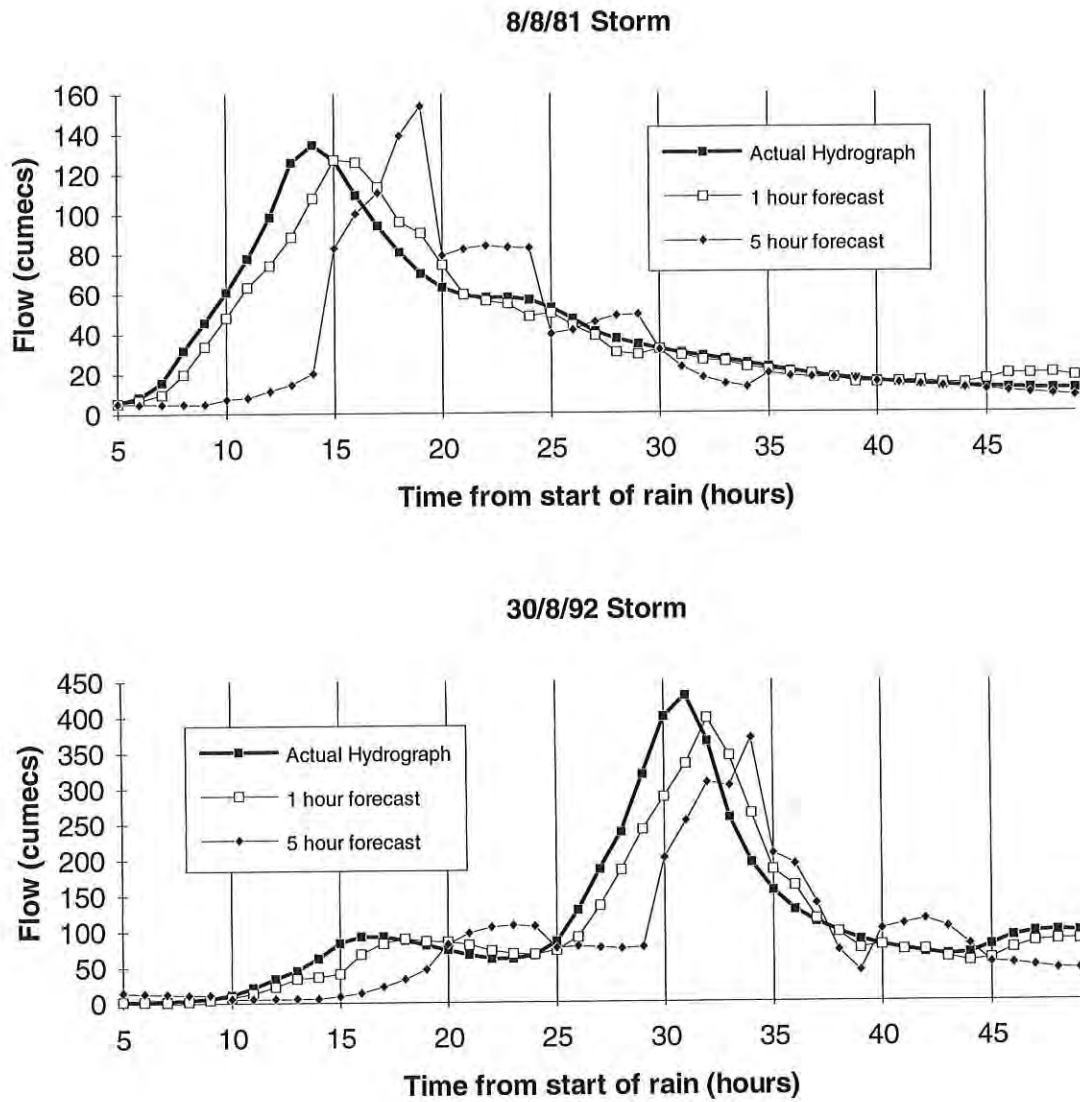 8/8/81 Storm
160
140
120
100
80
60
40
20
0
Flow (cumecs)
Actual Hydrograph
1 hour forecast
5 hour forecast
5 10 15 20 25 30 35 40 45
Time from start of rain (hours)
30/8/92 Storm
450
400
350
300
250
200
150
100
50
0
Flow (cumecs)
Actual Hydrograph
1 hour forecast
5 hour forecast
5 10 15 20 25 30 35 40 45
Time from start of rain (hours)